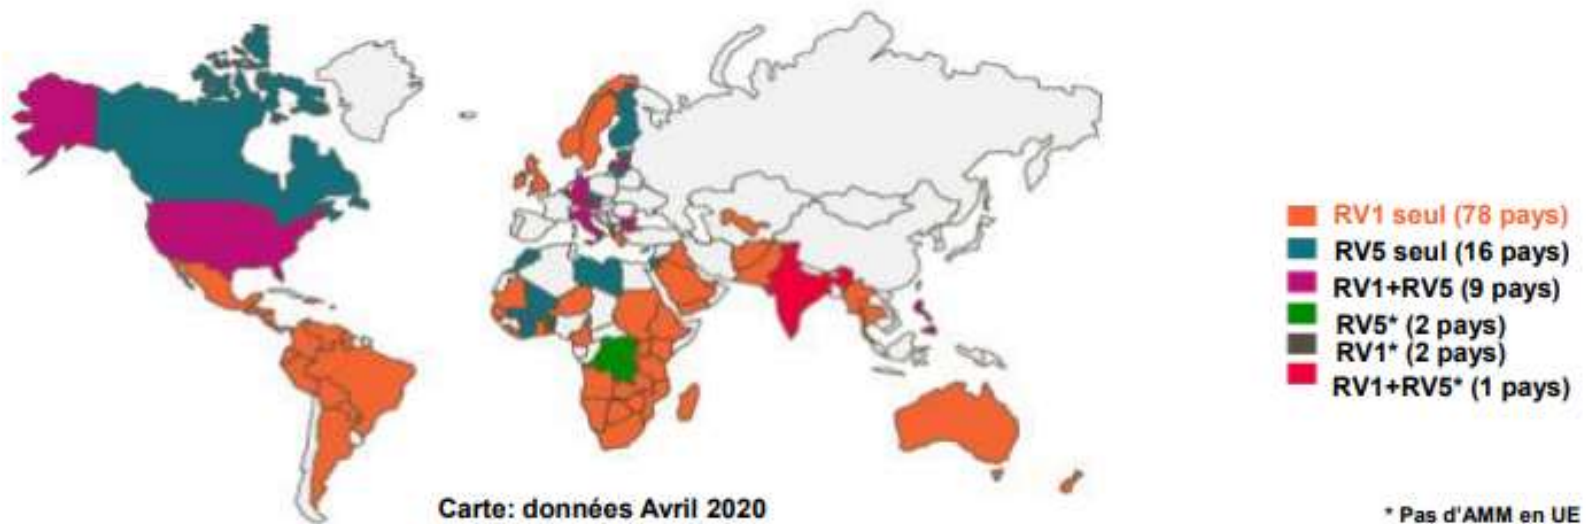 RV1 seul (78 pays)
RV5 seul (16 pays)
RV1+RV5 (9 pays)
RV5* (2 pays)
RV1* (2 pays)
RV1+RV5* (1 pays)
Carte: données Avril 2020
* Pas d'AMM en UE